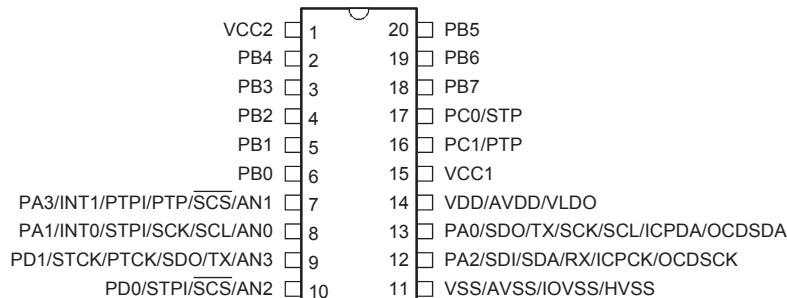 VCC2 1 20 PB5
PB4 2 19 PB6
PB3 3 18 PB7
PB2 4 17 PC0/STP
PB1 5 16 PC1/PTP
PB0 6 15 VCC1
PA3/INT1/PTPI/PTP/SCS/AN1 7 14 VDD/AVDD/VLDO
PA1/INT0/STPI/SCK/SCL/AN0 8 13 PA0/SDO/TX/SCK/SCL/ICPDA/OCDSDA
PD1/STCK/PTCK/SDO/TX/AN3 9 12 PA2/SDI/SDA/RX/ICPCK/OCDSCK
PD0/STPI/SCS/AN2 10 11 VSS/AVSS/IOVSS/HVSS